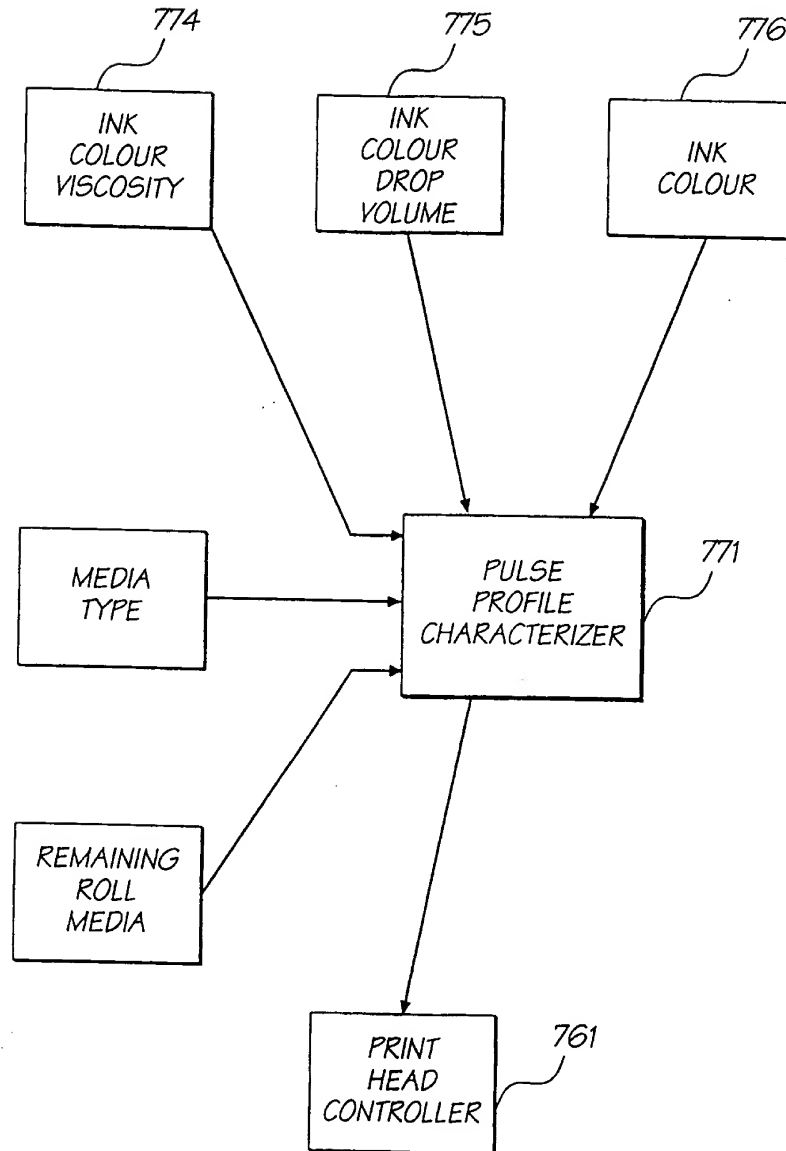 774
775
776
INK
COLOUR
VISCOSITY
INK
COLOUR
DROP
VOLUME
INK
COLOUR
771
MEDIA
TYPE
PULSE
PROFILE
CHARACTERIZER
REMAINING
ROLL
MEDIA
761
PRINT
HEAD
CONTROLLER